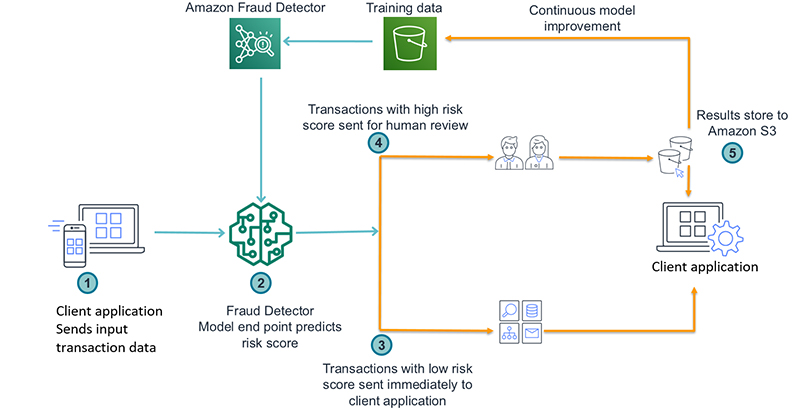 Amazon Fraud Detector
Training data
Continuous model
improvement
Transactions with high risk
score sent for human review
4
Results store to
Amazon S3
5
1
Client application
Sends input
transaction data
2
Fraud Detector
Model end point predicts
risk score
Client application
3
Transactions with low risk
score sent immediately to
client application